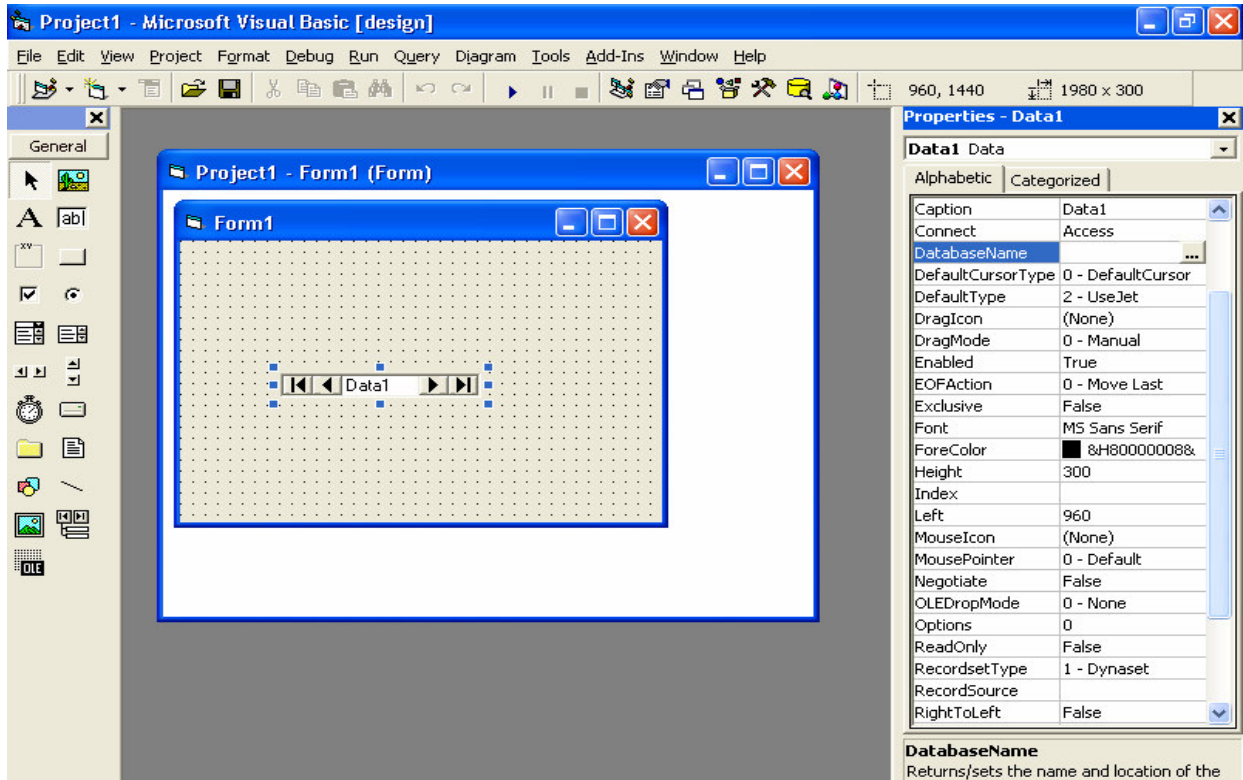 Project1 - Microsoft Visual Basic [design]
File Edit View Project Format Debug Run Query Diagram Tools Add-Ins Window Help
960, 1440 1980 x 300
General
A ab|
xv
OLE
Project1 - Form1 (Form)
Form1
Data1
Properties - Data1
Data1 Data
Alphabetic Categorized
Caption Data1
Connect Access
DatabaseName ...
DefaultCursorType 0 - DefaultCursor
DefaultType 2 - UseJet
DragIcon (None)
DragMode 0 - Manual
Enabled True
EOFAction 0 - Move Last
Exclusive False
Font MS Sans Serif
ForeColor &H80000008&
Height 300
Index
Left 960
MouseIcon (None)
MousePointer 0 - Default
Negotiate False
OLEDropMode 0 - None
Options 0
ReadOnly False
RecordsetType 1 - Dynaset
RecordSource
RightToLeft False
DatabaseName
Returns/sets the name and location of the